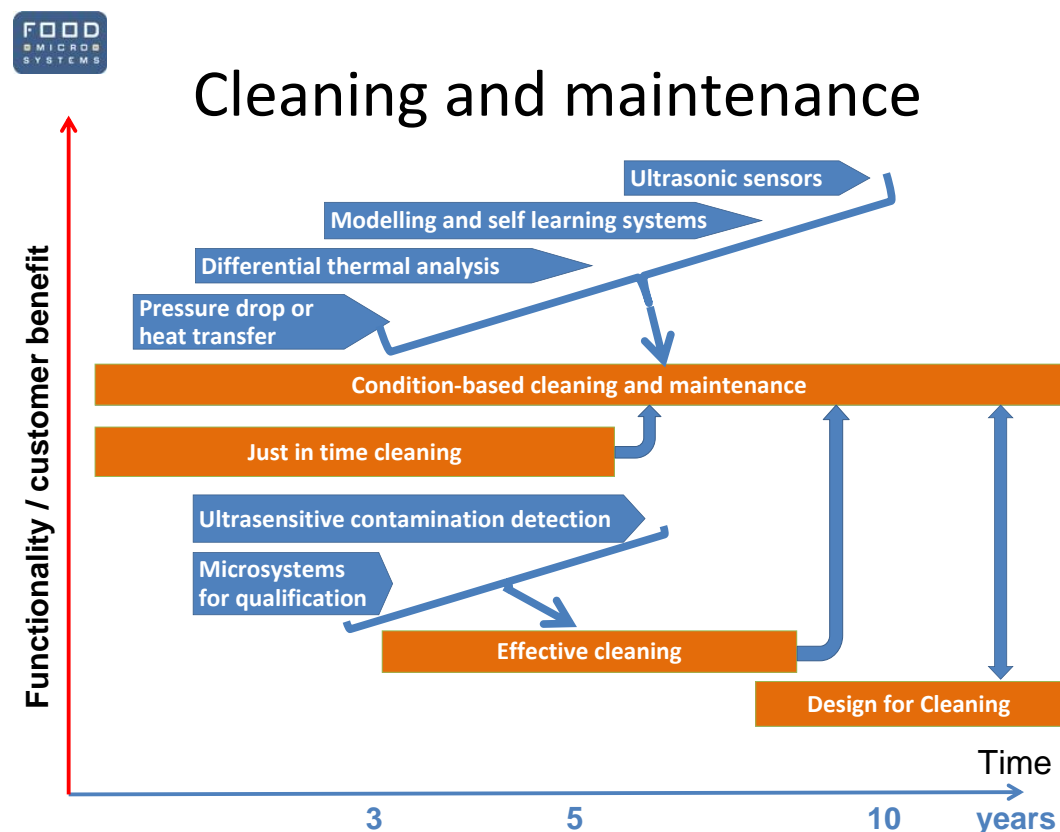 FOOD
MICRO
SYSTEMS
Cleaning and maintenance
Functionality / customer benefit
Ultrasonic sensors
Modelling and self learning systems
Differential thermal analysis
Pressure drop or
heat transfer
Condition-based cleaning and maintenance
Just in time cleaning
Ultrasensitive contamination detection
Microsystems
for qualification
Effective cleaning
Design for Cleaning
Time
3 5 10 years